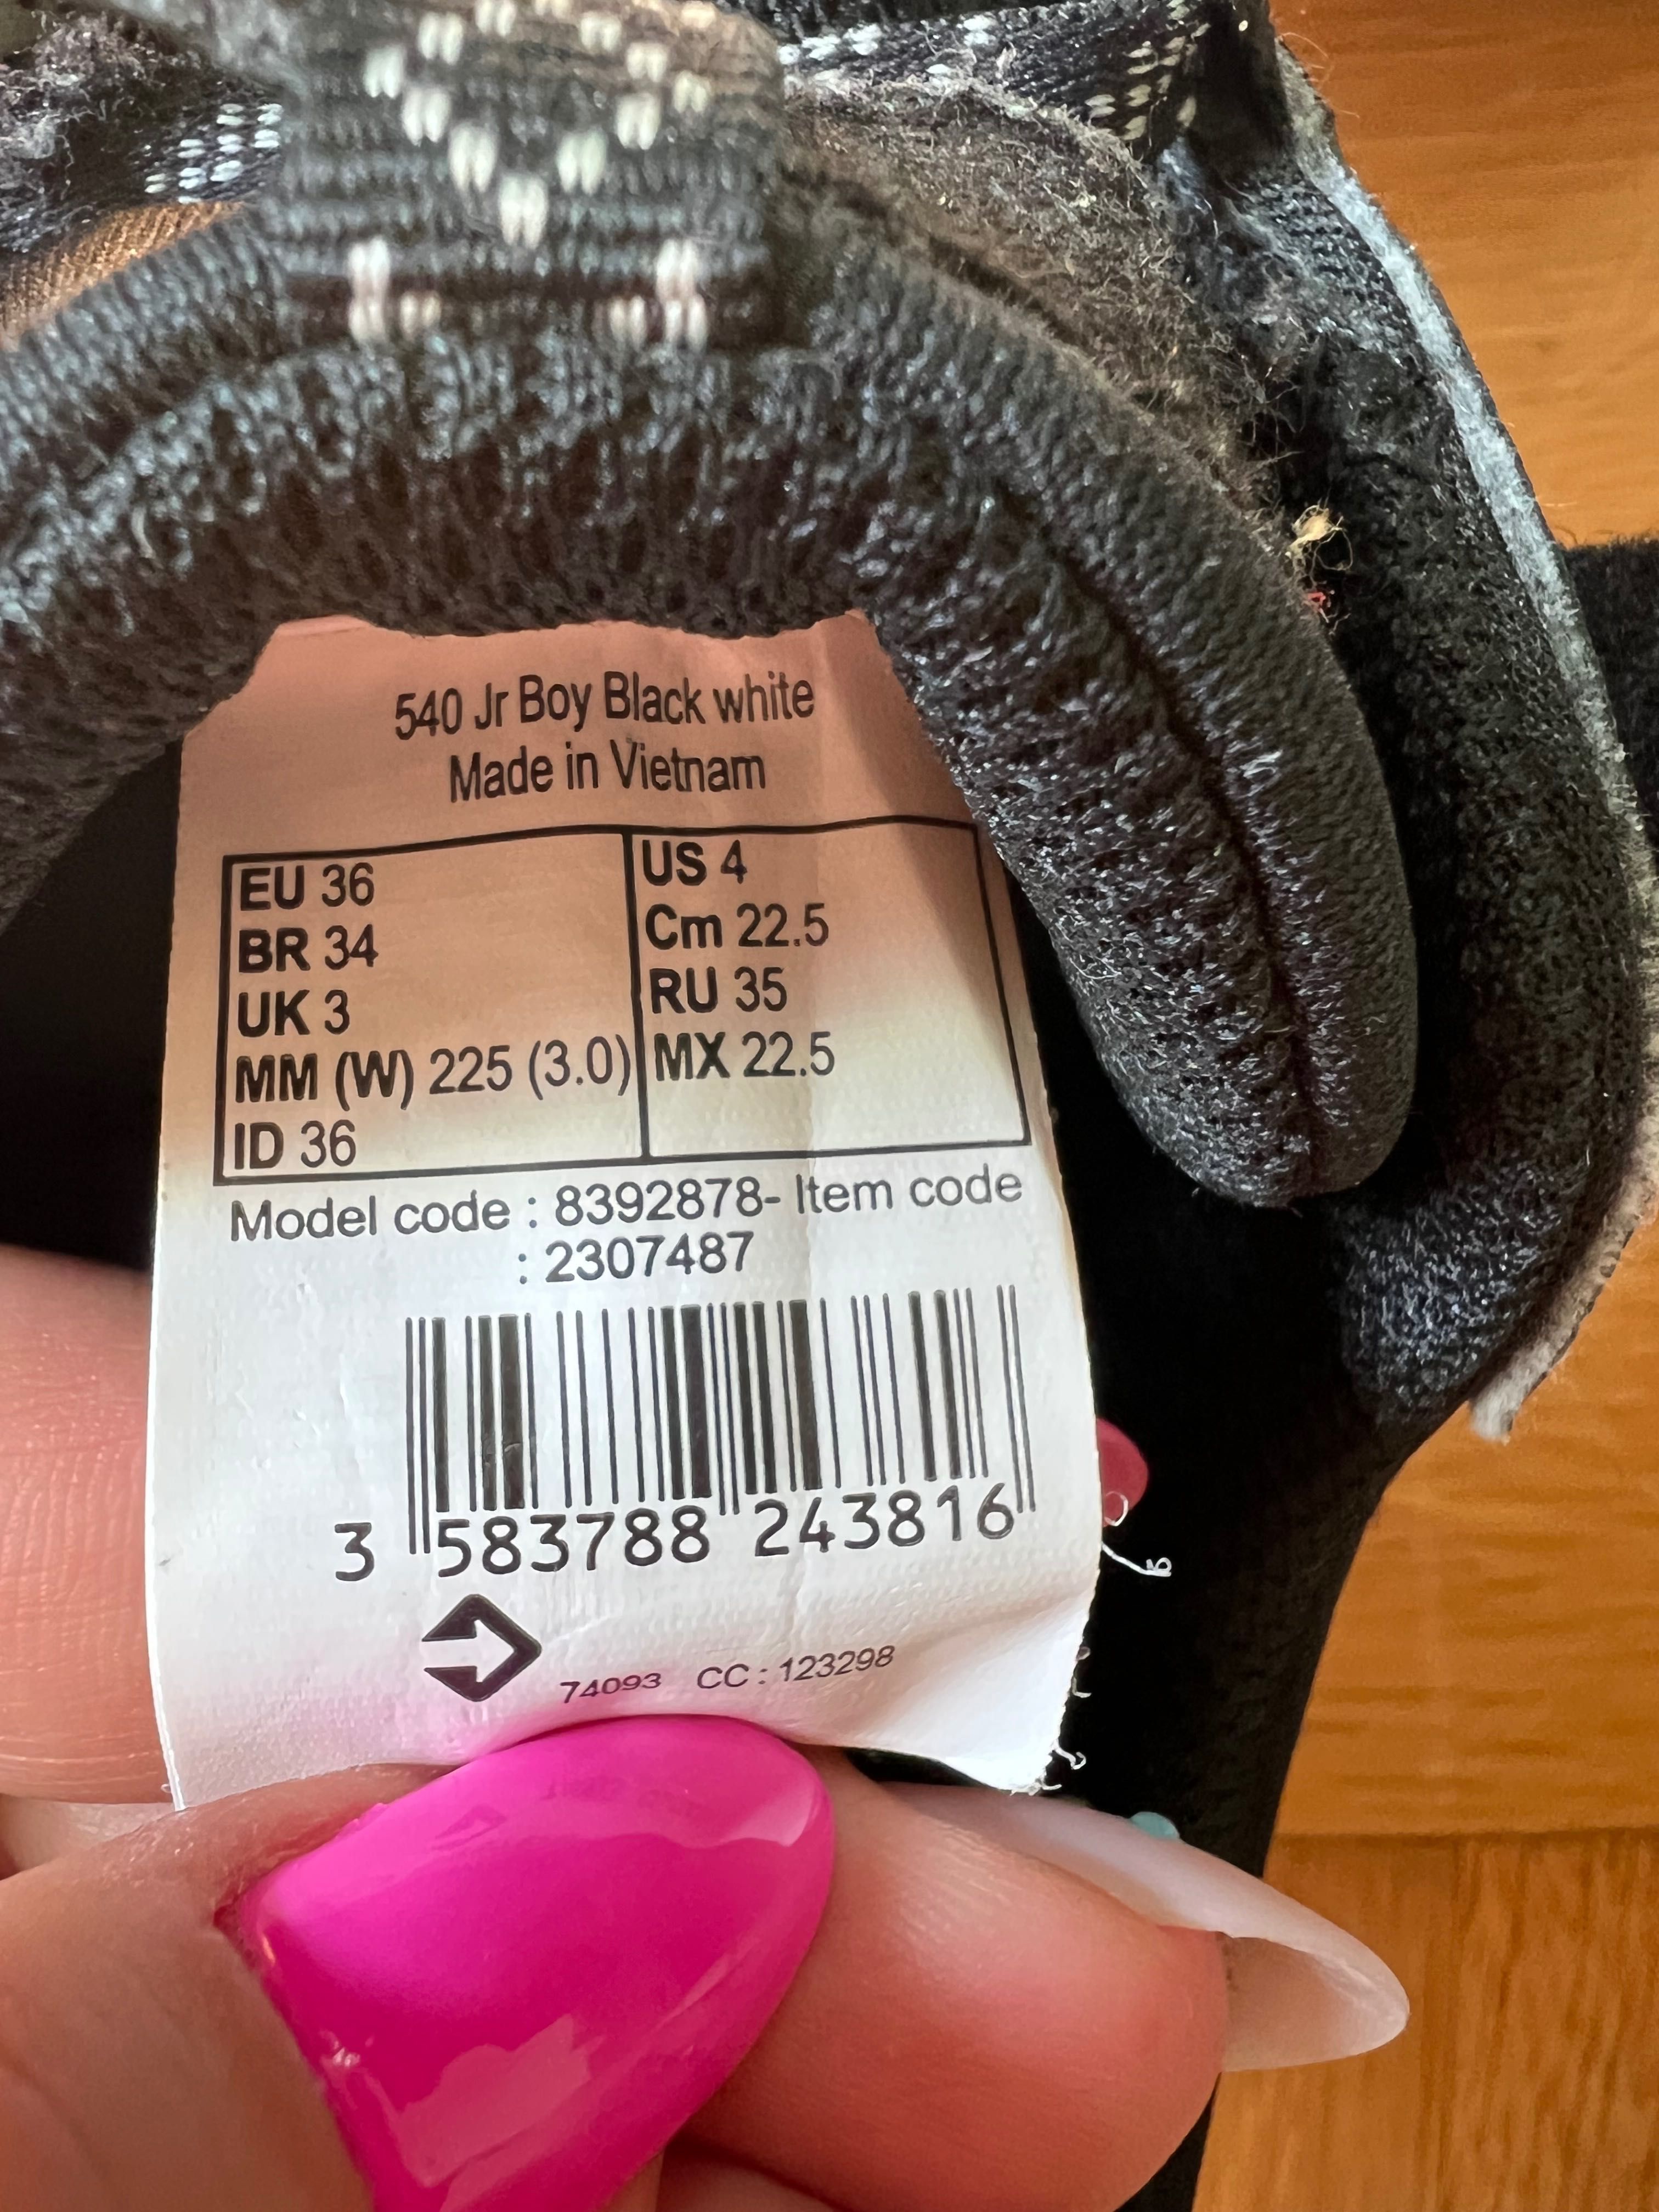 540 Jr Boy Black white
Made in Vietnam
EU 36
BR 34
UK 3
MM (W) 225 (3.0)
ID 36
US 4
Cm 22.5
RU 35
MX 22.5
Model code : 8392878- Item code
: 2307487
3 583788 243816
74093 CC : 123298